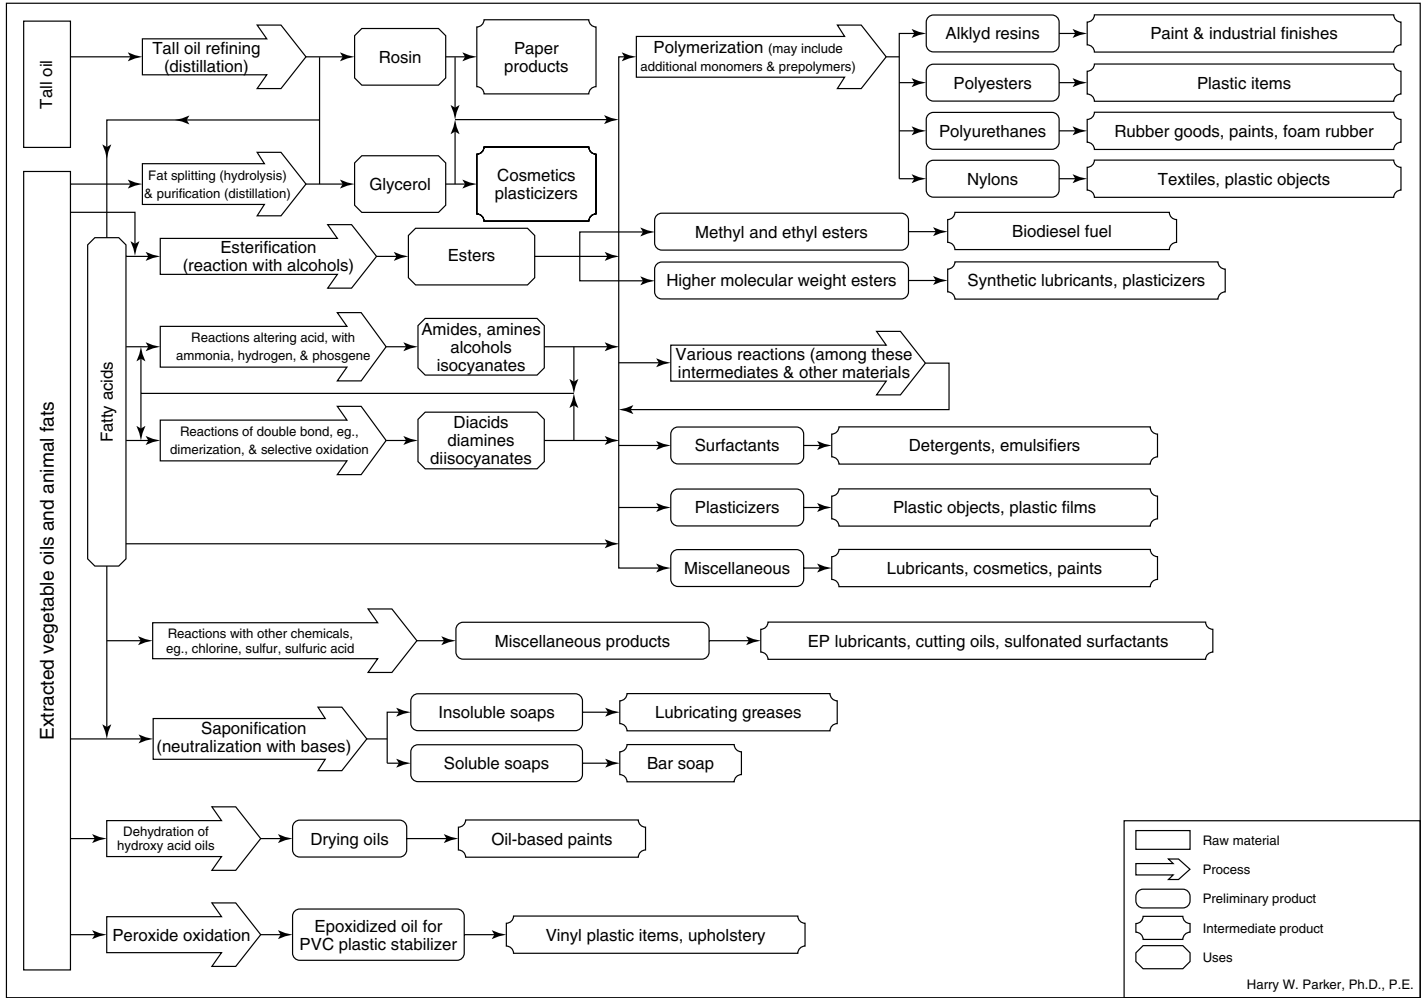 Tall oil
Tall oil refining
(distillation)
Rosin
Paper
products
Polymerization (may include
additional monomers & prepolymers)
Alklyd resins
Paint & industrial finishes
Polyesters
Plastic items
Polyurethanes
Rubber goods, paints, foam rubber
Nylons
Textiles, plastic objects
Extracted vegetable oils and animal fats
Fat splitting (hydrolysis)
& purification (distillation)
Glycerol
Cosmetics
plasticizers
Fatty acids
Esterification
(reaction with alcohols)
Esters
Methyl and ethyl esters
Biodiesel fuel
Higher molecular weight esters
Synthetic lubricants, plasticizers
Reactions altering acid, with
ammonia, hydrogen, & phosgene
Amides, amines
alcohols
isocyanates
Various reactions (among these
intermediates & other materials
Reactions of double bond, eg.,
dimerization, & selective oxidation
Diacids
diamines
diisocyanates
Surfactants
Detergents, emulsifiers
Plasticizers
Plastic objects, plastic films
Miscellaneous
Lubricants, cosmetics, paints
Reactions with other chemicals,
eg., chlorine, sulfur, sulfuric acid
Miscellaneous products
EP lubricants, cutting oils, sulfonated surfactants
Saponification
(neutralization with bases)
Insoluble soaps
Lubricating greases
Soluble soaps
Bar soap
Dehydration of
hydroxy acid oils
Drying oils
Oil-based paints
Peroxide oxidation
Epoxidized oil for
PVC plastic stabilizer
Vinyl plastic items, upholstery
Raw material
Process
Preliminary product
Intermediate product
Uses
Harry W. Parker, Ph.D., P.E.